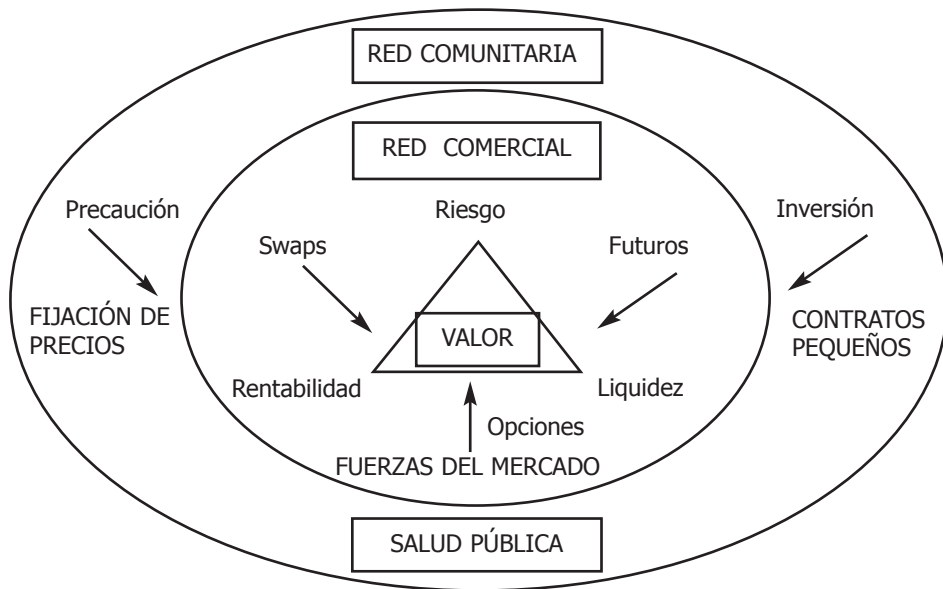 RED COMUNITARIA
RED COMERCIAL
Precaución
Riesgo
Inversión
Swaps
Futuros
FIJACIÓN DE
PRECIOS
VALOR
CONTRATOS
PEQUEÑOS
Rentabilidad
Liquidez
Opciones
FUERZAS DEL MERCADO
SALUD PÚBLICA